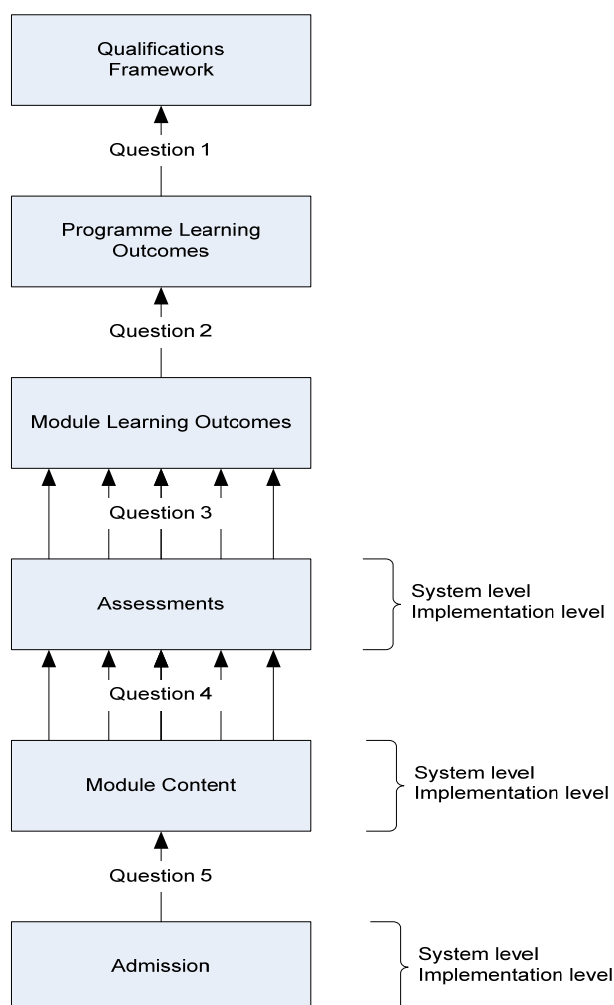 Qualifications
Framework
Question 1
Programme Learning
Outcomes
Question 2
Module Learning Outcomes
Question 3
Assessments
System level
Implementation level
Question 4
Module Content
System level
Implementation level
Question 5
Admission
System level
Implementation level